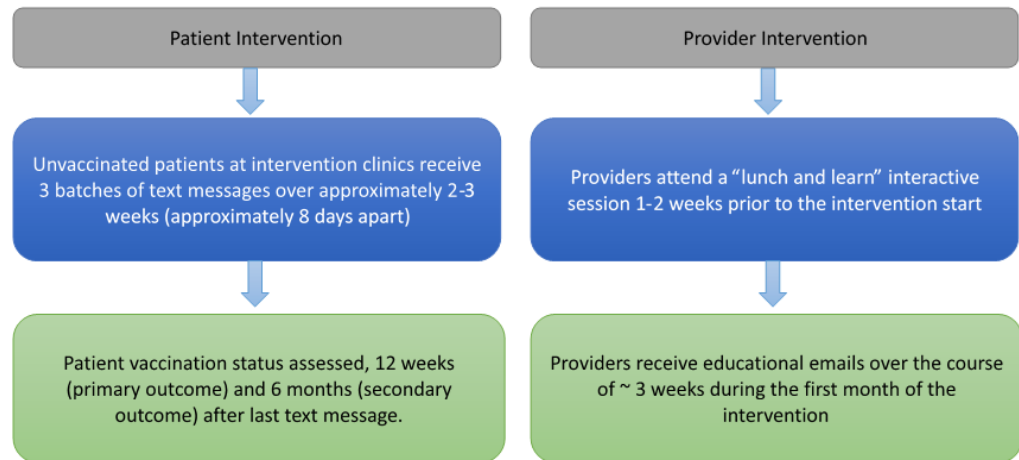 Patient Intervention
Unvaccinated patients at intervention clinics receive
3 batches of text messages over approximately 2-3
weeks (approximately 8 days apart)
Patient vaccination status assessed, 12 weeks
(primary outcome) and 6 months (secondary
outcome) after last text message.
Provider Intervention
Providers attend a “lunch and learn” interactive
session 1-2 weeks prior to the intervention start
Providers receive educational emails over the course
of ~ 3 weeks during the first month of the
intervention